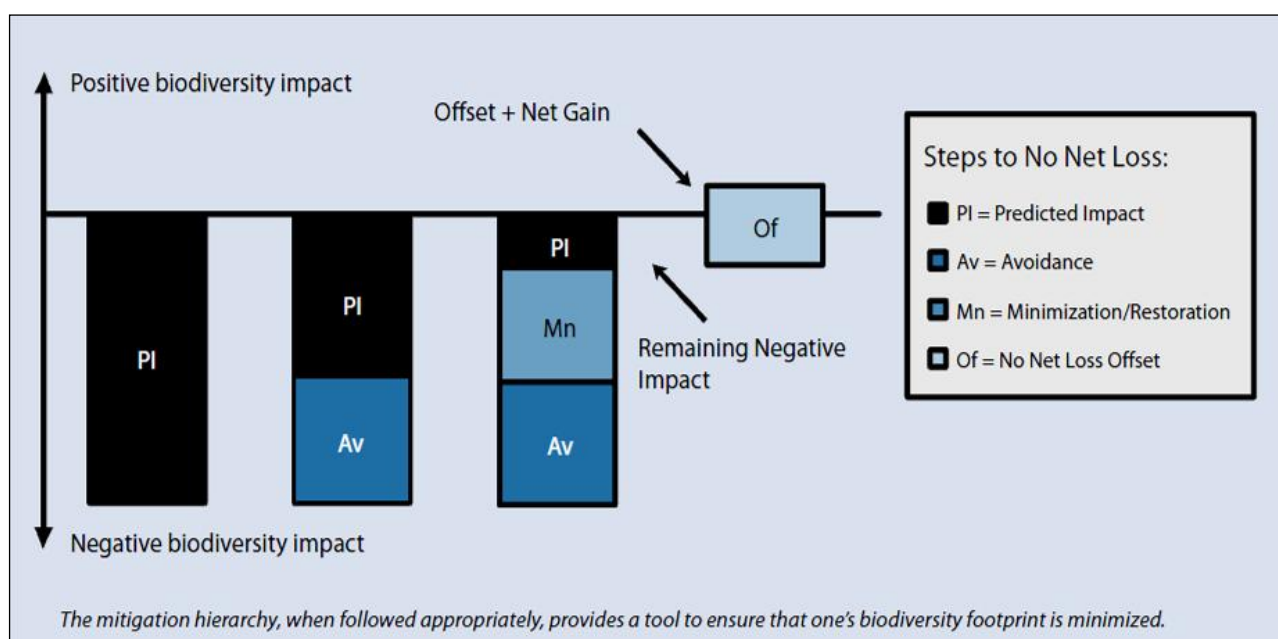 Positive biodiversity impact
Offset + Net Gain
Steps to No Net Loss:
PI = Predicted Impact
Av = Avoidance
Mn = Minimization/Restoration
Of = No Net Loss Offset
PI
PI
Av
PI
Mn
Av
Of
Remaining Negative
Impact
Negative biodiversity impact
The mitigation hierarchy, when followed appropriately, provides a tool to ensure that one's biodiversity footprint is minimized.